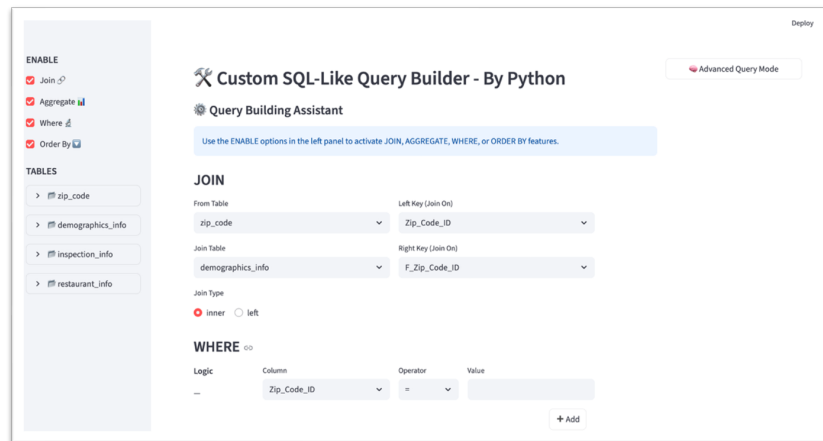 Deploy
ENABLE
Join
Aggregate
Where
Order By
TABLES
zip_code
demographics_info
inspection_info
restaurant_info
Custom SQL-Like Query Builder - By Python
Advanced Query Mode
Query Building Assistant
Use the ENABLE options in the left panel to activate JOIN, AGGREGATE, WHERE, or ORDER BY features.
JOIN
From Table Left Key (Join On)
zip_code Zip_Code_ID
Join Table Right Key (Join On)
demographics_info F_Zip_Code_ID
Join Type
inner left
WHERE
Logic Column Operator Value
__ Zip_Code_ID =
+ Add